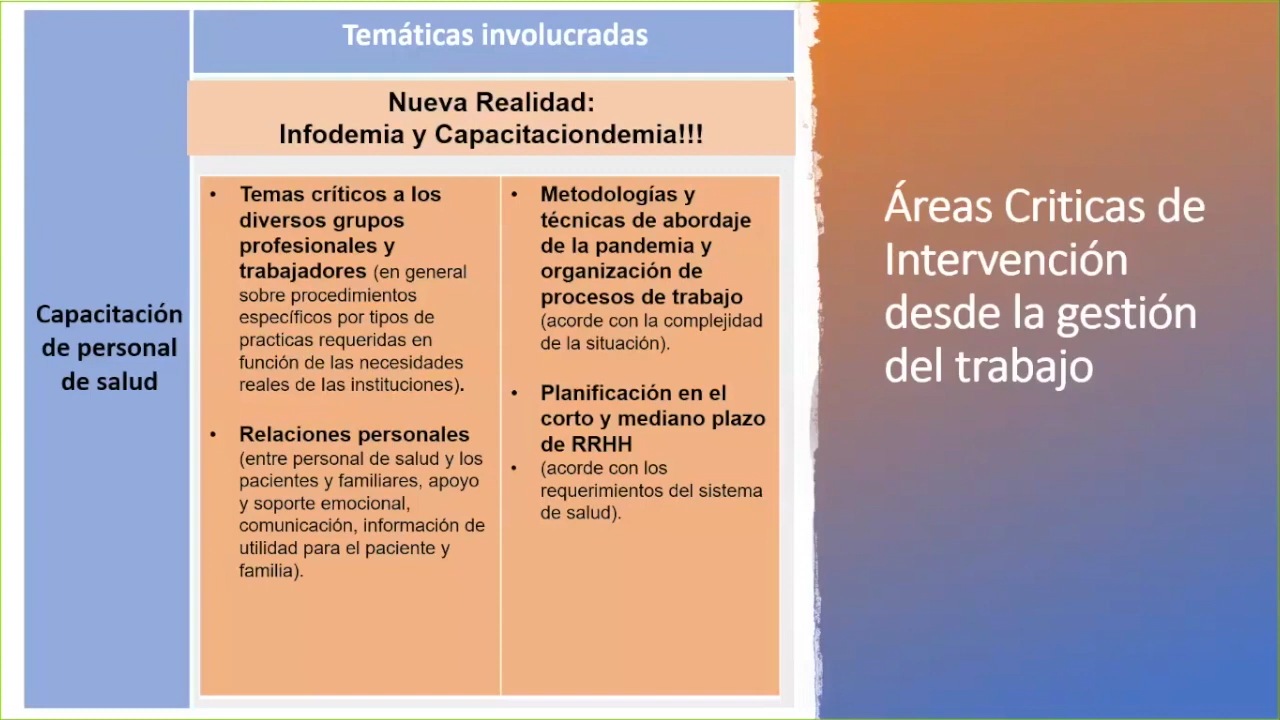 Temáticas involucradas
Nueva Realidad:
Infodemia y Capacitaciondemia!!!
Capacitación
de personal
de salud
• Temas críticos a los
diversos grupos
profesionales y
trabajadores (en general
sobre procedimientos
específicos por tipos de
practicas requeridas en
función de las necesidades
reales de las instituciones).
• Relaciones personales
(entre personal de salud y los
pacientes y familiares, apoyo
y soporte emocional,
comunicación, información de
utilidad para el paciente y
familia).
• Metodologías y
técnicas de abordaje
de la pandemia y
organización de
procesos de trabajo
(acorde con la complejidad
de la situación).
• Planificación en el
corto y mediano plazo
de RRHH
• (acorde con los
requerimientos del sistema
de salud).
Áreas Criticas de
Intervención
desde la gestión
del trabajo